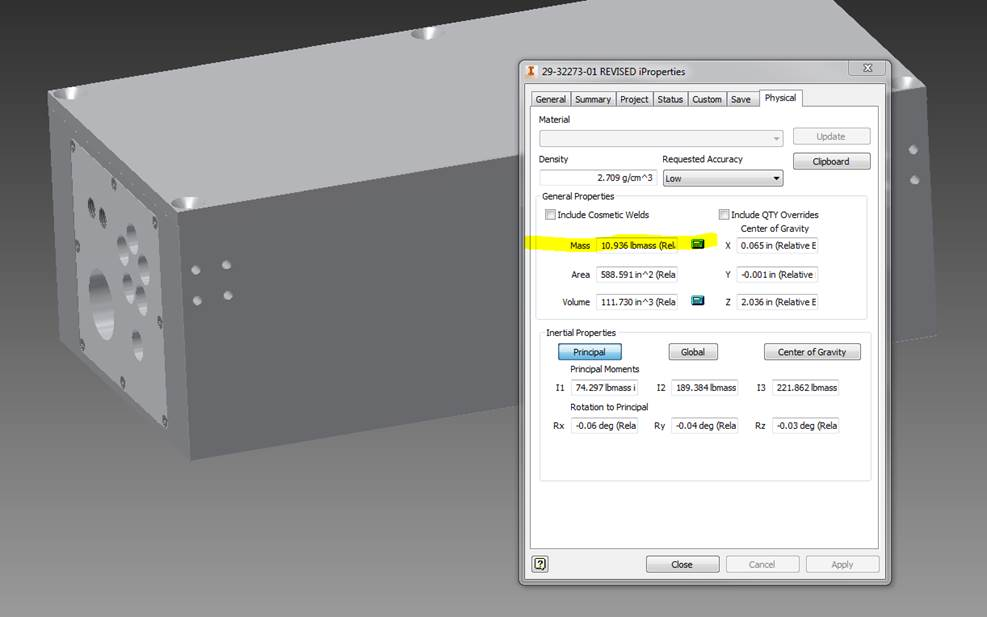 29-32273-01 REVISED iProperties
General Summary Project Status Custom Save Physical
Material
Update
Density Requested Accuracy Clipboard
2.709 g/cm^3 Low
General Properties
Include Cosmetic Welds Include QTY Overrides
Center of Gravity
Mass 10.936 lbmass (Rel X 0.065 in (Relative E
Area 588.591 in^2 (Rela Y -0.001 in (Relative
Volume 111.730 in^3 (Rela Z 2.036 in (Relative E
Inertial Properties
Principal Global Center of Gravity
Principal Moments
I1 74.297 lbmass i I2 189.384 lbmass I3 221.862 lbmass
Rotation to Principal
Rx -0.06 deg (Rela Ry -0.04 deg (Rela Rz -0.03 deg (Rela
? Close Cancel Apply